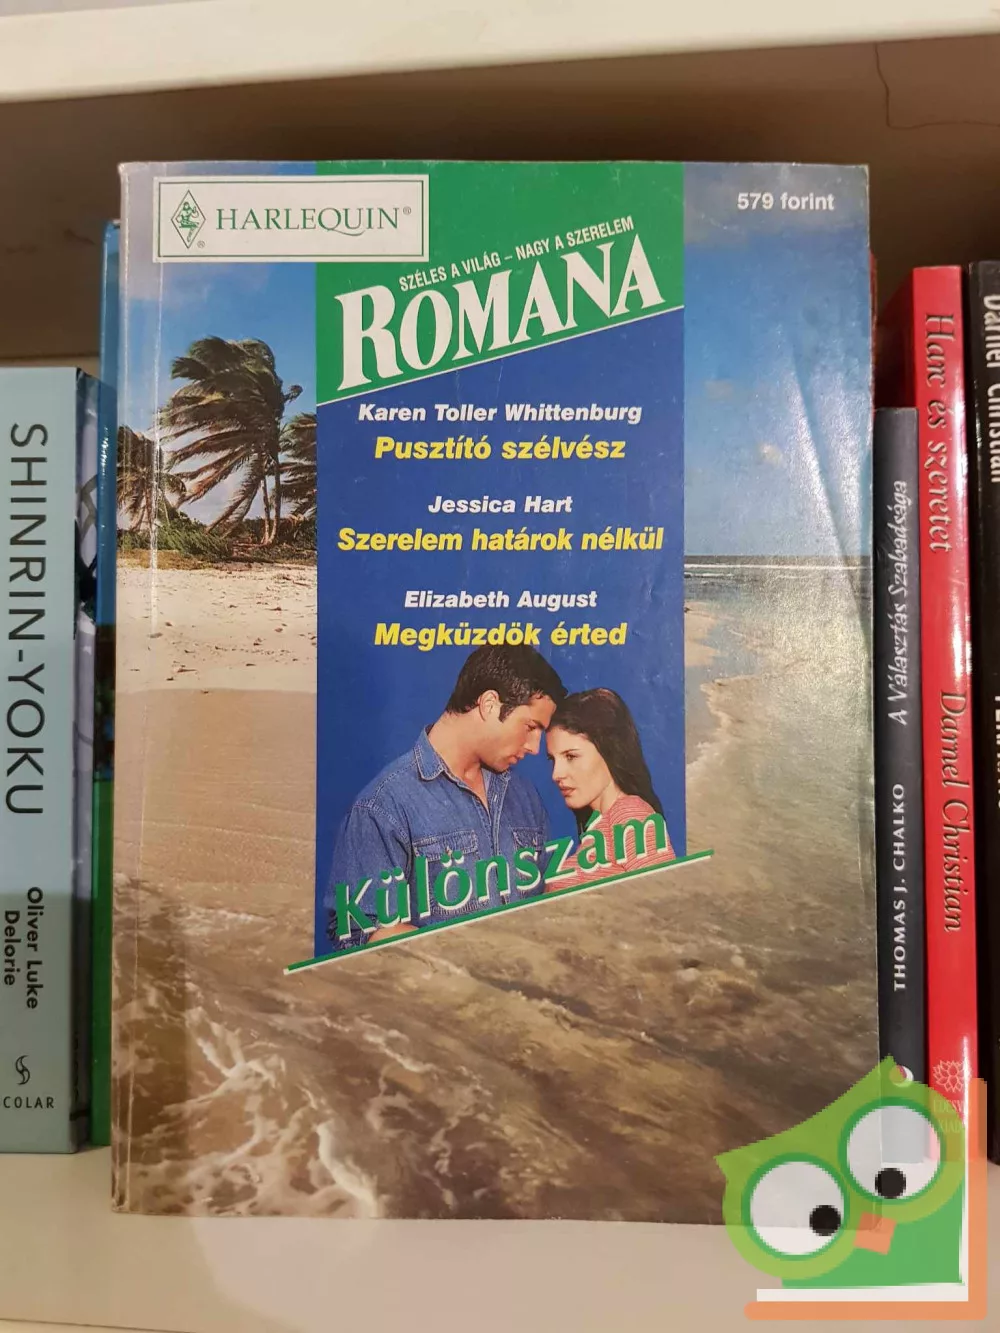 HARLEQUIN®
®
579 forint
SZÉLES A VILÁG – NAGY A SZERELEM
ROMANA
Karen Toller Whittenburg
Pusztító szélvész
Jessica Hart
Szerelem határok nélkül
Elizabeth August
Megküzdök érted
Különszám
SHINRIN-YOKU
Oliver Luke
Delorie
COLAR
THOMAS J. CHALKO
A Választás Szabadsága
Harc és szeretet
Darnel Christian
Darnel Christian